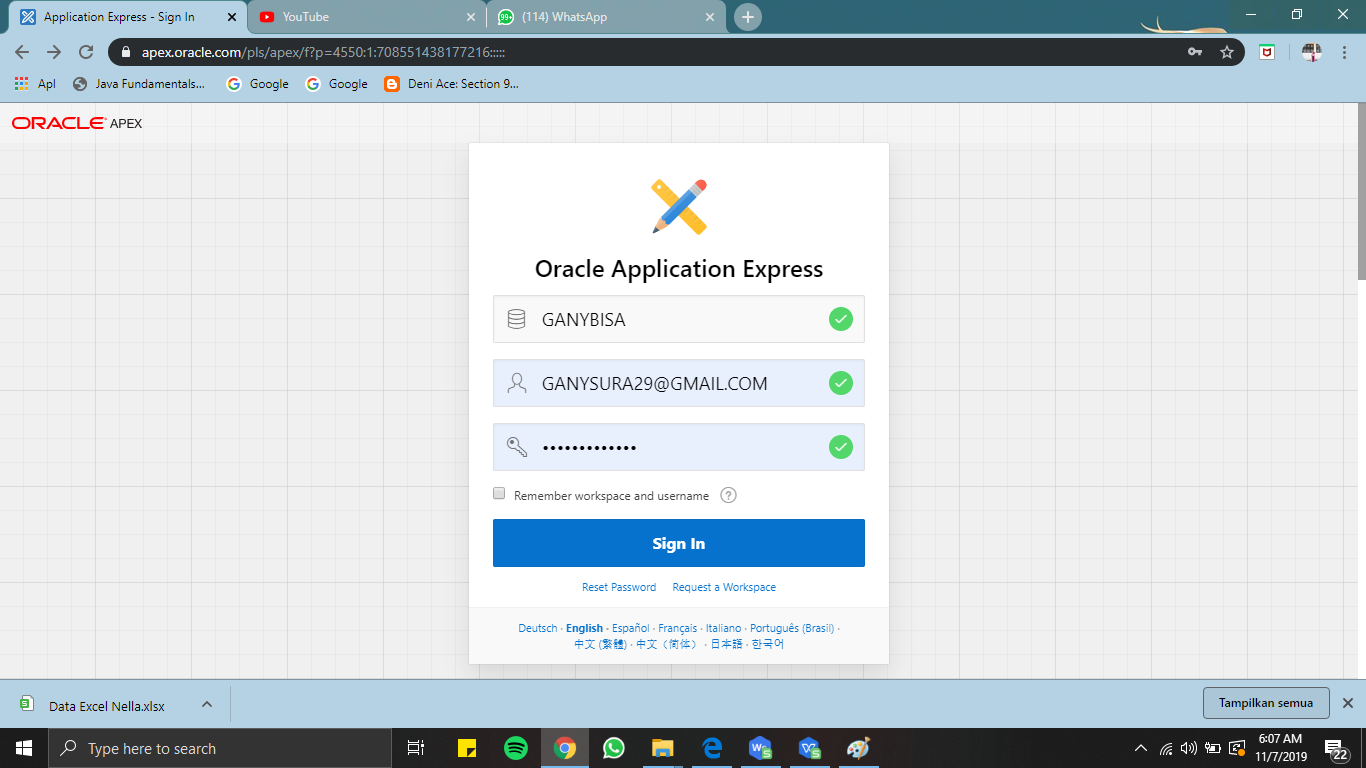 Application Express - Sign In
YouTube
(114) WhatsApp
apex.oracle.com/pls/apex/f?p=4550:1:708551438177216:::::
Apl
Java Fundamentals...
Google
Google
Deni Ace: Section 9...
ORACLE APEX
Oracle Application Express
GANYBISA
GANYSURA29@GMAIL.COM
•••••••••••••
Remember workspace and username ?
Sign In
Reset Password Request a Workspace
Deutsch · English · Español · Français · Italiano · Português (Brasil) ·
中文 (繁體) · 中文（简体） · 日本語 · 한국어
Data Excel Nella.xlsx
Tampilkan semua
Type here to search
6:07 AM
11/7/2019
22